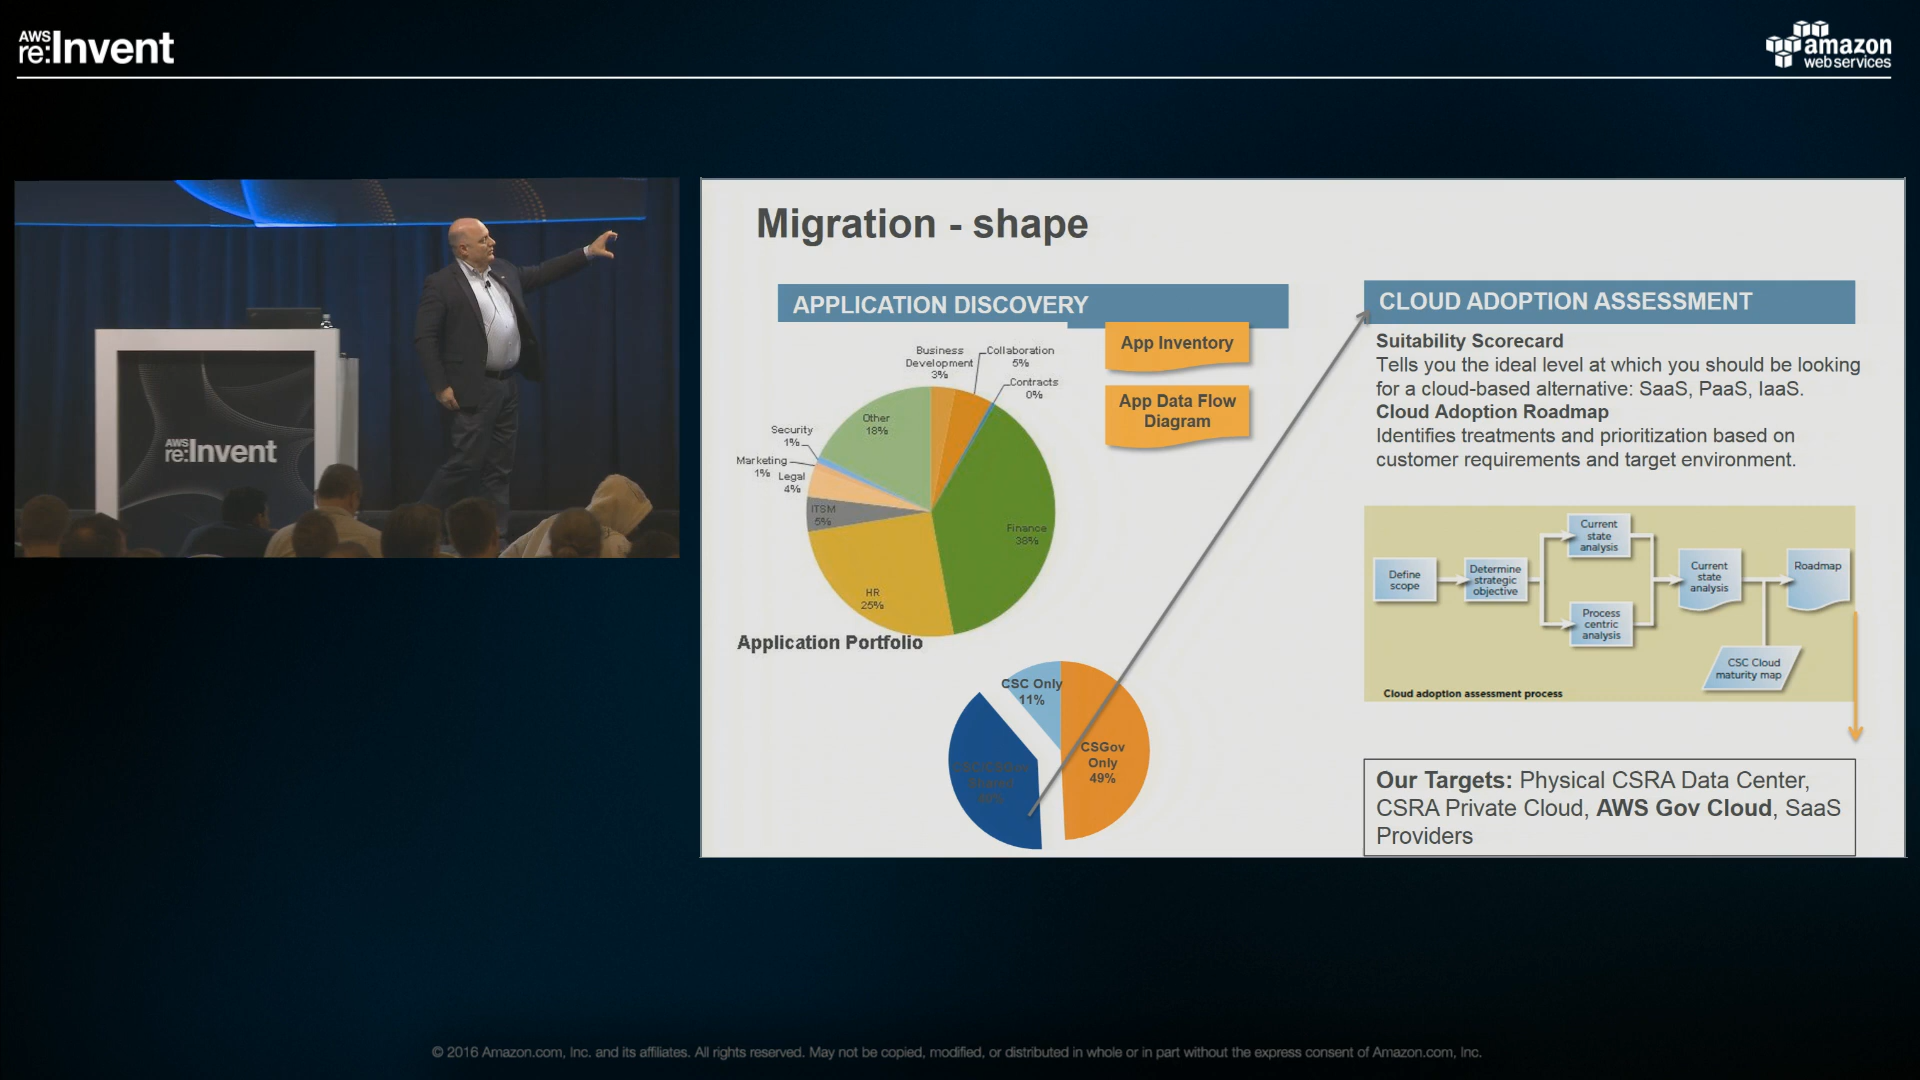 AWS
re:Invent
amazon
web services
AWS
re:Invent
Migration - shape
APPLICATION DISCOVERY
App Inventory
App Data Flow
Diagram
Business
Development
3%
Collaboration
5%
Contracts
0%
Other
18%
Security
1%
Marketing
1%
Legal
4%
ITSM
5%
Finance
38%
HR
25%
Application Portfolio
CSC Only
11%
CSGov
Only
49%
CLOUD ADOPTION ASSESSMENT
Suitability Scorecard
Tells you the ideal level at which you should be looking
for a cloud-based alternative: SaaS, PaaS, IaaS.
Cloud Adoption Roadmap
Identifies treatments and prioritization based on
customer requirements and target environment.
Define
scope
Determine
strategic
objective
Current
state
analysis
Process
centric
analysis
Current
state
analysis
Roadmap
CSC Cloud
maturity map
Cloud adoption assessment process
Our Targets: Physical CSRA Data Center,
CSRA Private Cloud, AWS Gov Cloud, SaaS
Providers
© 2016 Amazon.com, Inc. and its affiliates. All rights reserved. May not be copied, modified, or distributed in whole or in part without the express consent of Amazon.com, Inc.